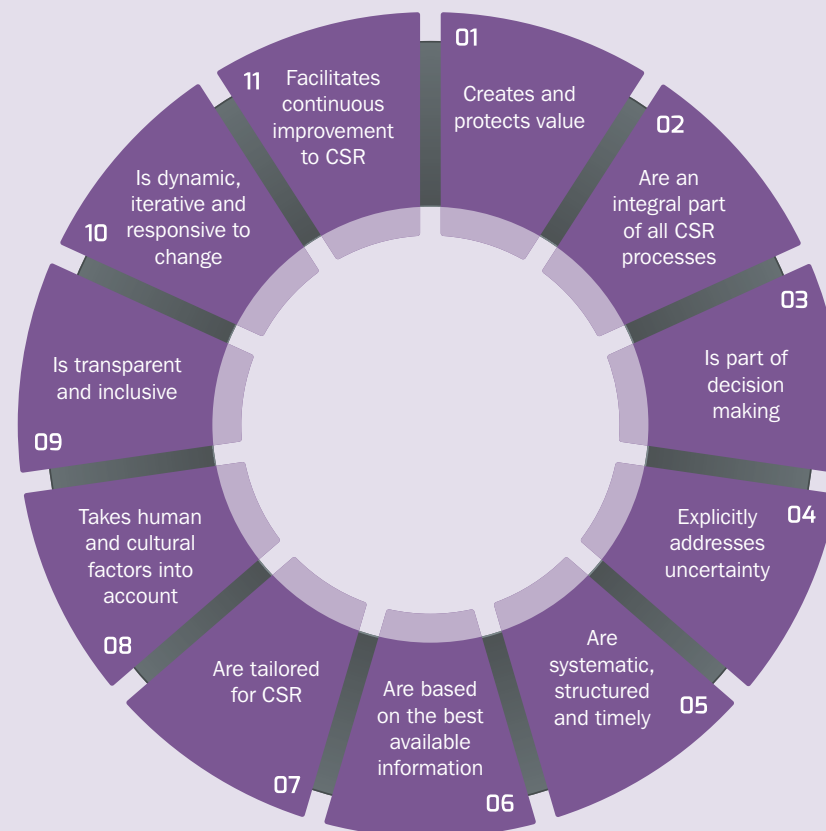 01
Creates and
protects value
02
Are an
integral part
of all CSR
processes
03
Is part of
decision
making
04
Explicitly
addresses
uncertainty
05
Are
systematic,
structured
and timely
06
Are based
on the best
available
information
07
Are tailored
for CSR
08
Takes human
and cultural
factors into
account
09
Is transparent
and inclusive
10
Is dynamic,
iterative and
responsive to
change
11
Facilitates
continuous
improvement
to CSR